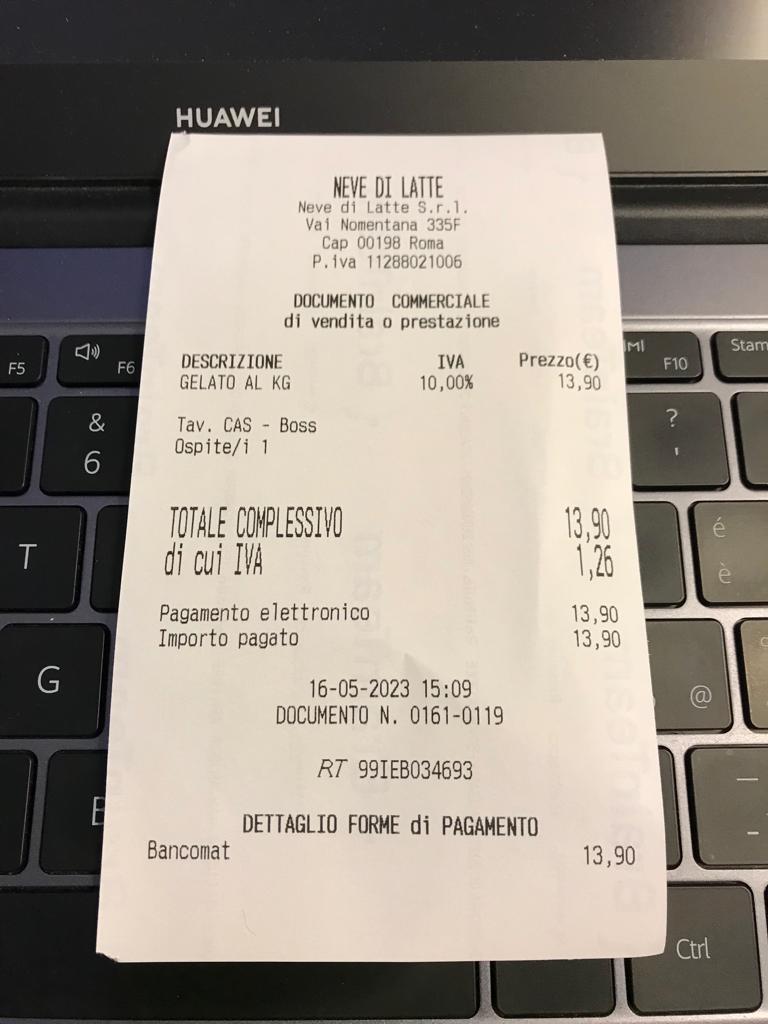 HUAWEI
NEVE DI LATTE
Neve di Latte S.r.l.
Vai Nomentana 335F
Cap 00198 Roma
P.iva 11288021006
DOCUMENTO COMMERCIALE
di vendita o prestazione
DESCRIZIONE IVA Prezzo(€)
GELATO AL KG 10,00% 13,90
Tav. CAS - Boss
Ospite/i 1
TOTALE COMPLESSIVO 13,90
di cui IVA 1,26
Pagamento elettronico 13,90
Importo pagato 13,90
16-05-2023 15:09
DOCUMENTO N. 0161-0119
RT 99IEB034693
DETTAGLIO FORME di PAGAMENTO
Bancomat 13,90
F5
F6
F10
Stam
&
6
?
'
T
é
è
G
@
B
Ctrl